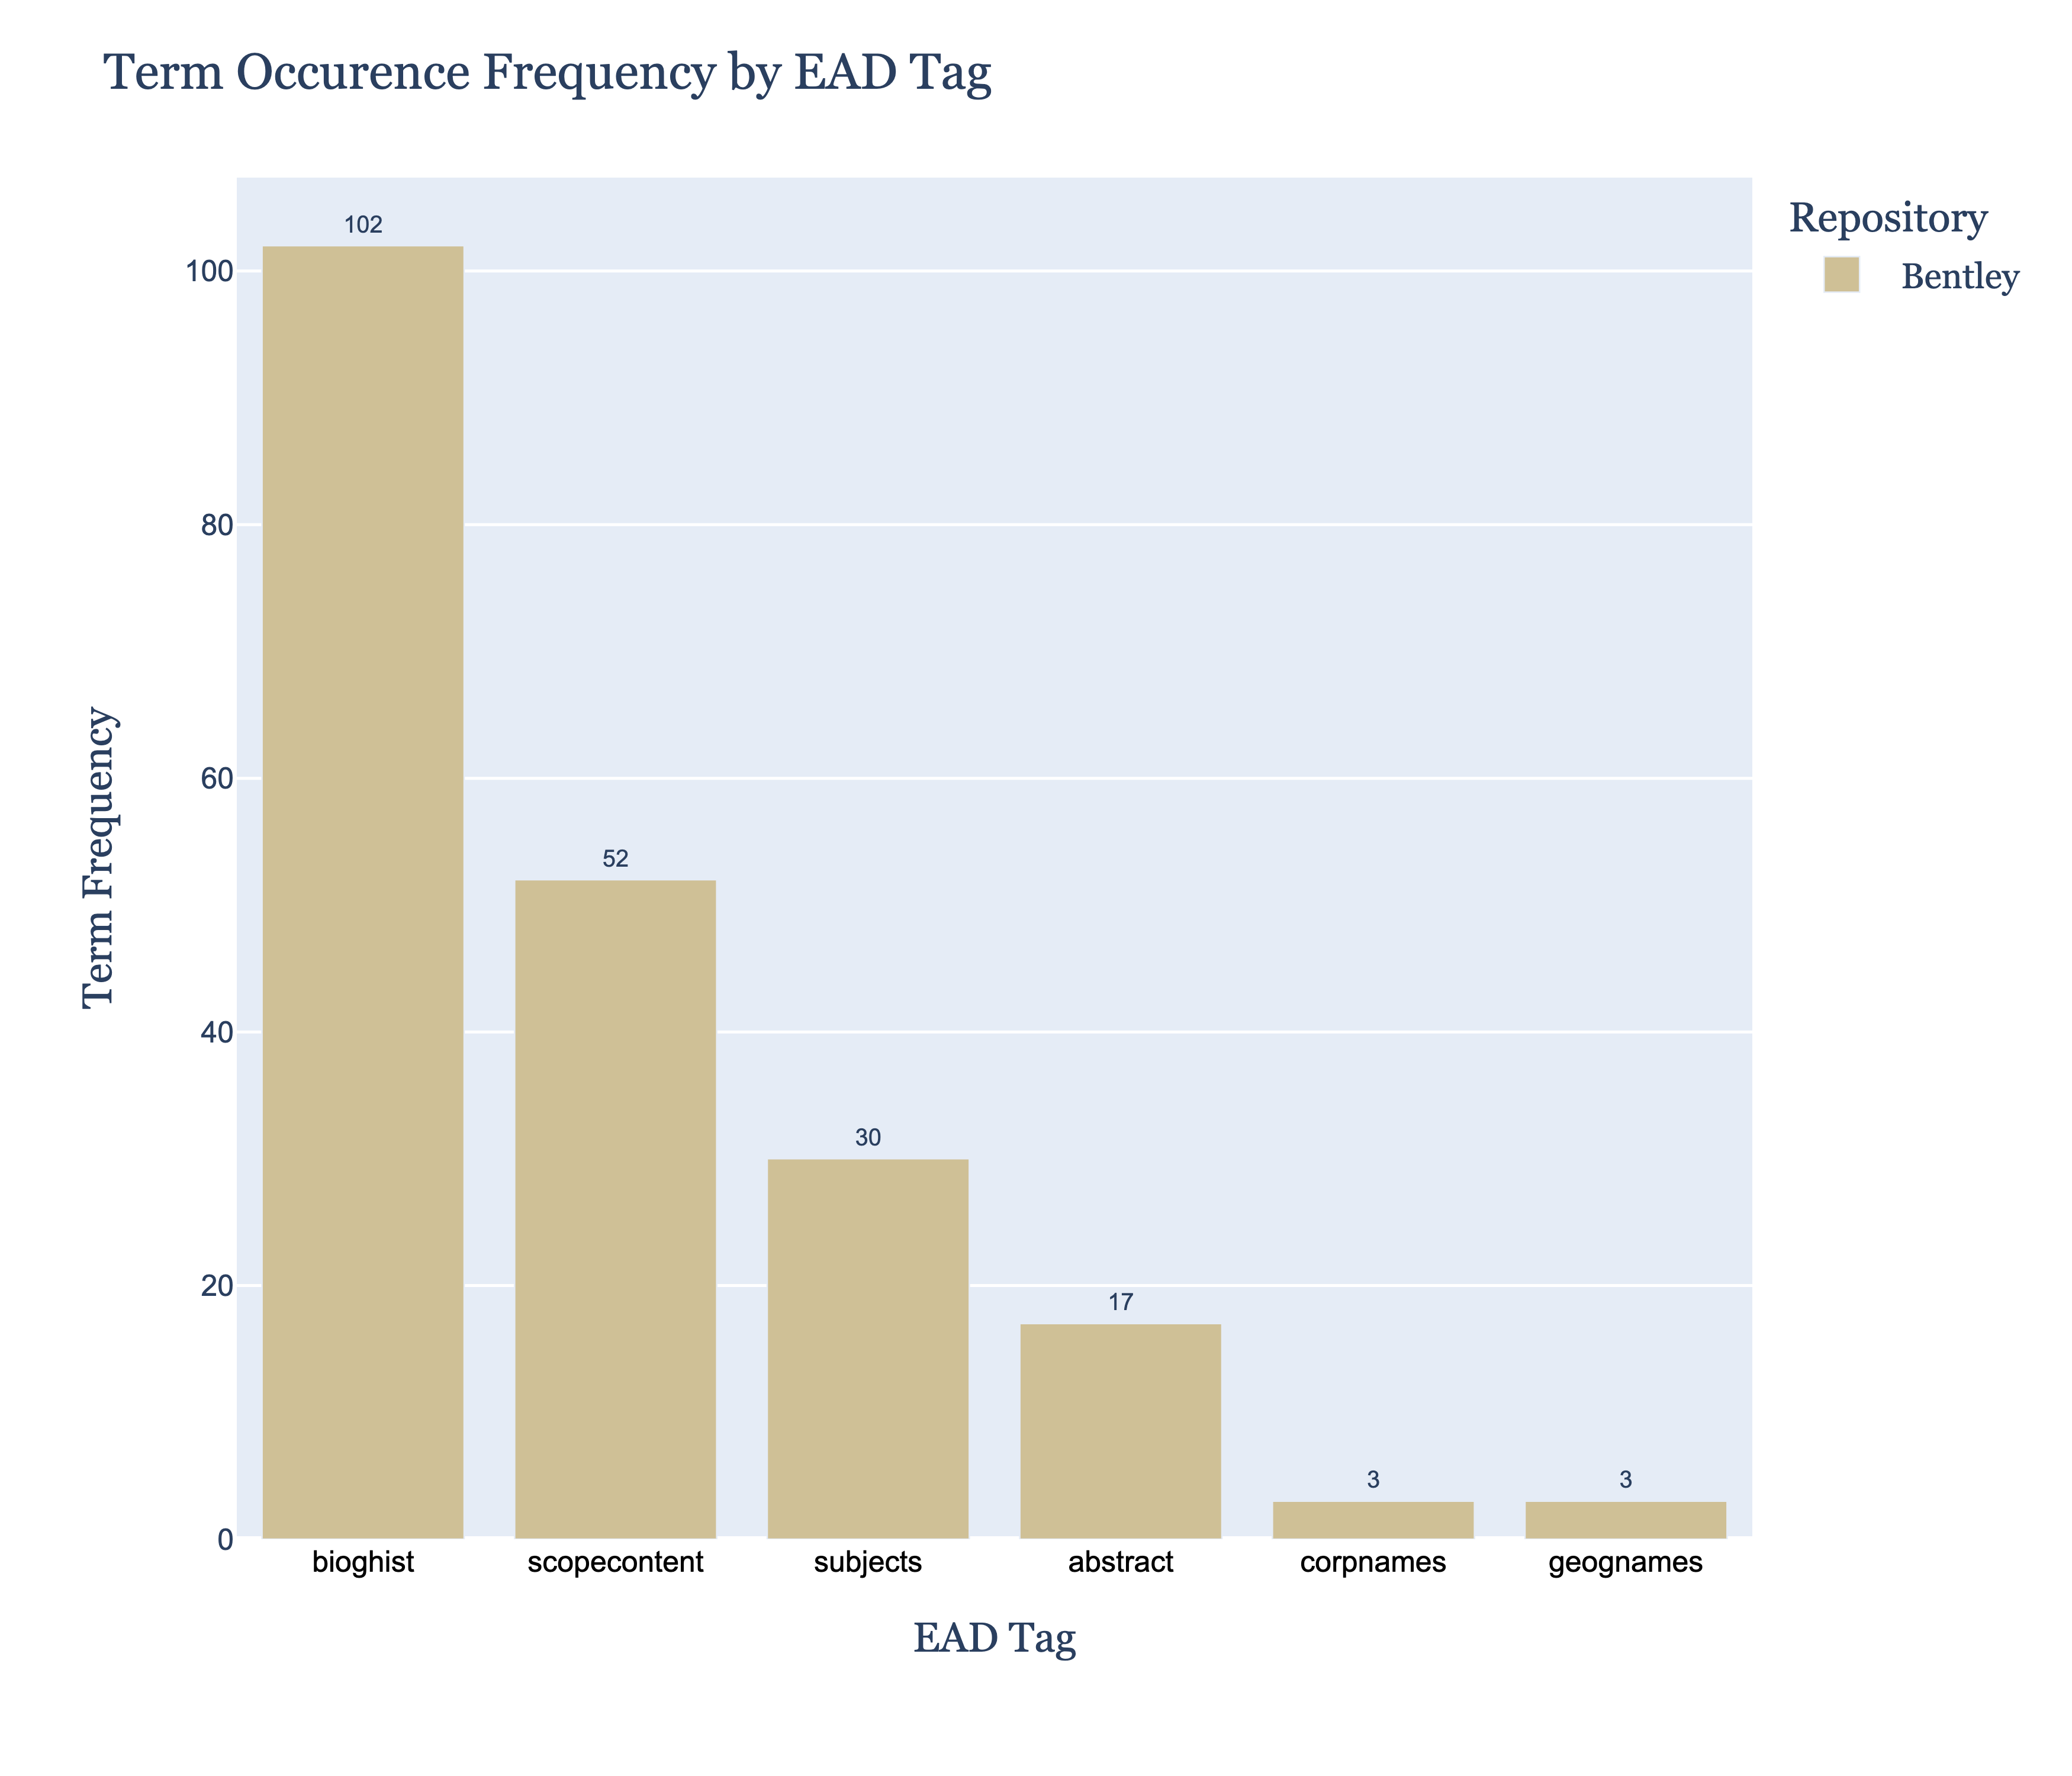 Term Occurence Frequency by EAD Tag
Repository
Bentley
Term Frequency
100
80
60
40
20
0
102
52
30
17
3
3
bioghist
scopecontent
subjects
abstract
corpnames
geognames
EAD Tag